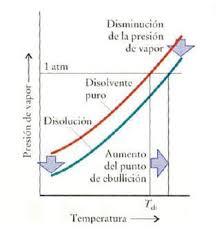 Disminución
de la presión
de vapor
1 atm
Disolvente
puro
Disolución
Aumento
del punto
de ebullición
Presión de vapor
Temperatura